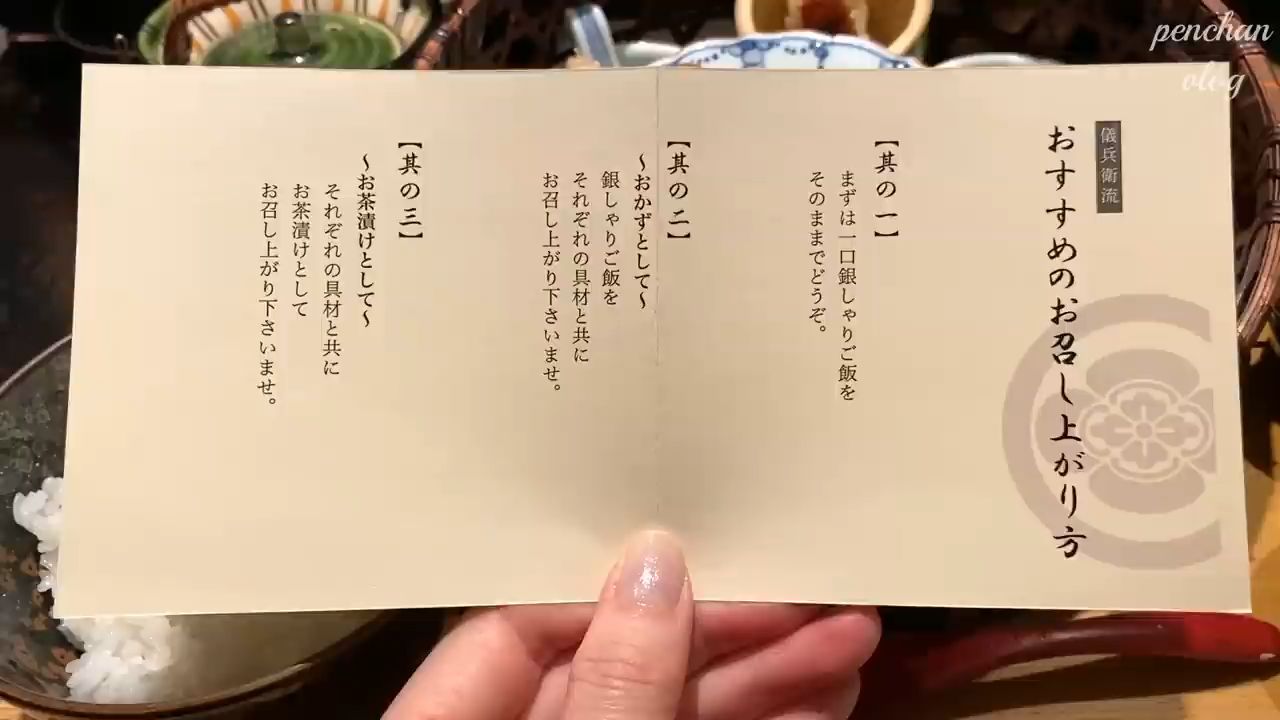 儀兵衛流
おすすめのお召し上がり方
【其の一】
まずは一口銀しゃりご飯を
そのままでどうぞ。
【其の二】
～おかずとして～
銀しゃりご飯を
それぞれの具材と共に
お召し上がり下さいませ。
【其の三】
～お茶漬けとして～
それぞれの具材と共に
お茶漬けとして
お召し上がり下さいませ。
penchan
vlog